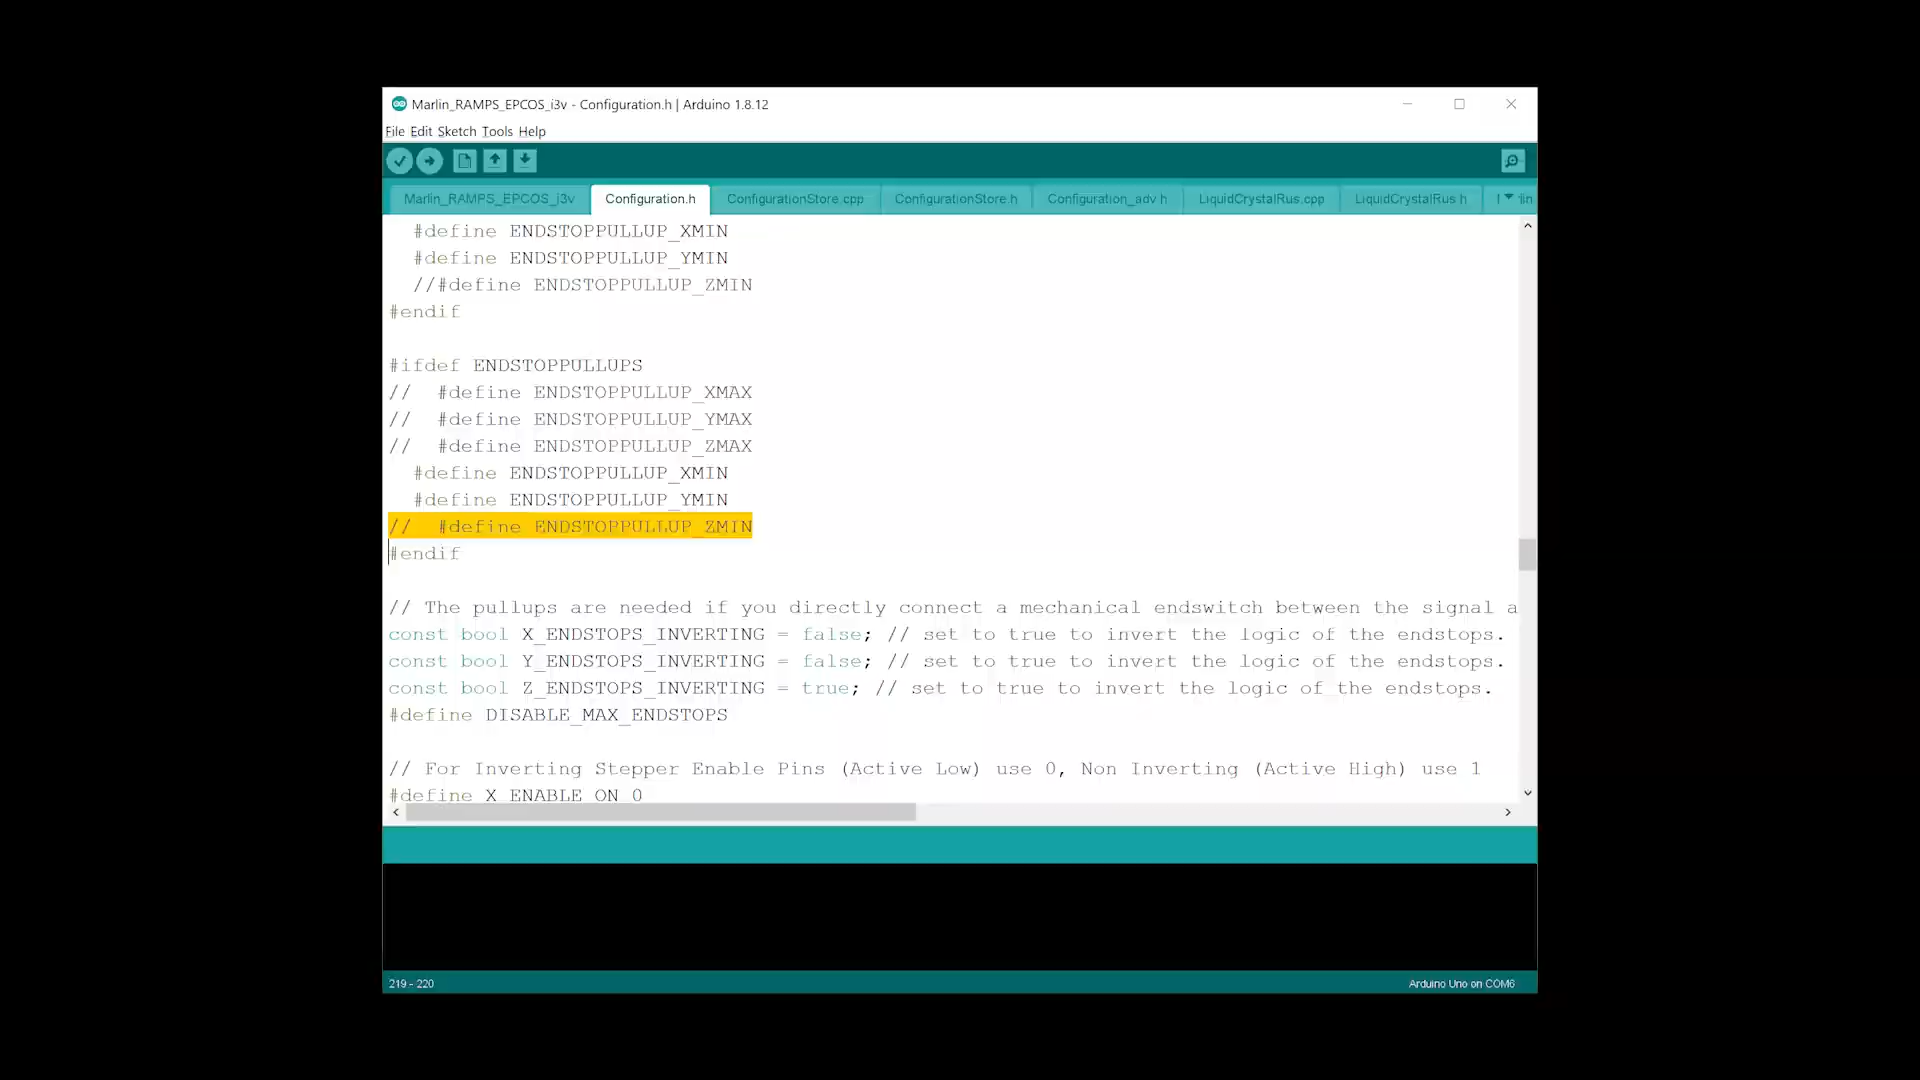 Marlin_RAMPS_EPCOS_i3v - Configuration.h | Arduino 1.8.12
File Edit Sketch Tools Help
Marlin_RAMPS_EPCOS_i3v Configuration.h ConfigurationStore.cpp ConfigurationStore.h Configuration_adv.h LiquidCrystalRus.cpp LiquidCrystalRus.h
#define ENDSTOPPULLUP_XMIN
#define ENDSTOPPULLUP_YMIN
//#define ENDSTOPPULLUP_ZMIN
#endif
#ifdef ENDSTOPPULLUPS
// #define ENDSTOPPULLUP_XMAX
// #define ENDSTOPPULLUP_YMAX
// #define ENDSTOPPULLUP_ZMAX
#define ENDSTOPPULLUP_XMIN
#define ENDSTOPPULLUP_YMIN
// #define ENDSTOPPULLUP_ZMIN
#endif
// The pullups are needed if you directly connect a mechanical endswitch between the signal a
const bool X_ENDSTOPS_INVERTING = false; // set to true to invert the logic of the endstops.
const bool Y_ENDSTOPS_INVERTING = false; // set to true to invert the logic of the endstops.
const bool Z_ENDSTOPS_INVERTING = true; // set to true to invert the logic of the endstops.
#define DISABLE_MAX_ENDSTOPS
// For Inverting Stepper Enable Pins (Active Low) use 0, Non Inverting (Active High) use 1
#define X_ENABLE_ON 0
219 - 220
Arduino Uno on COM6